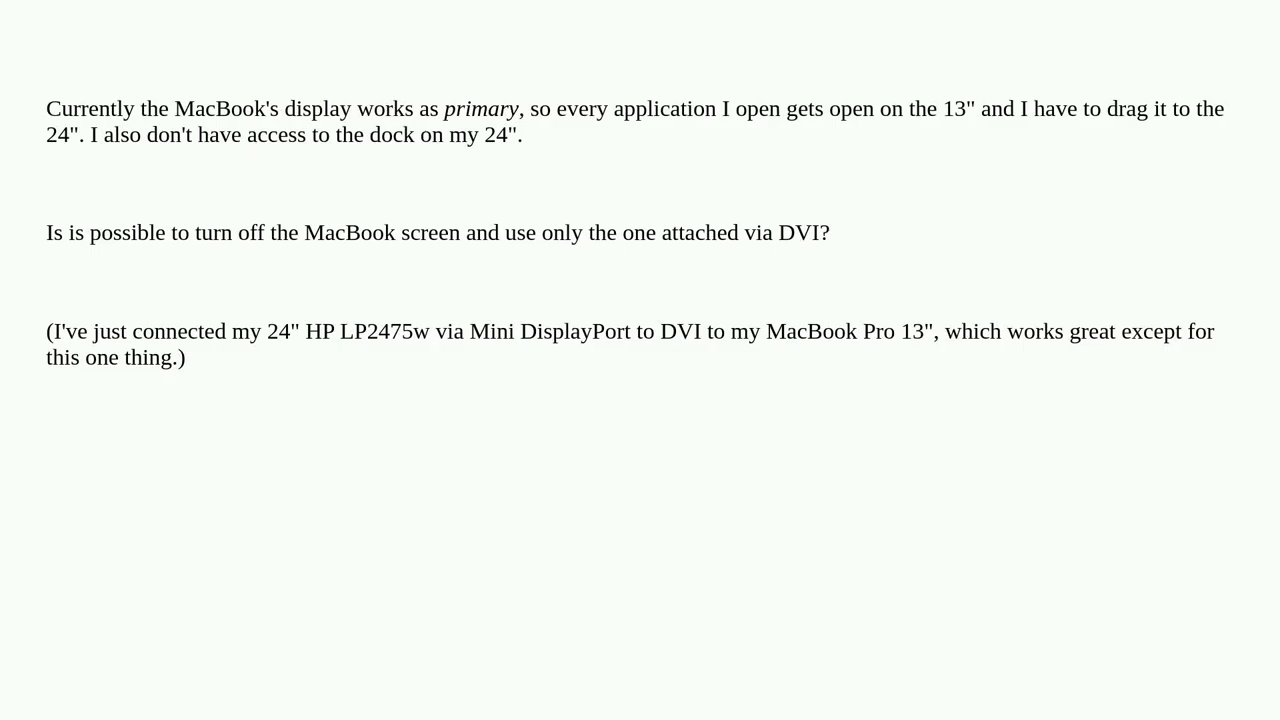 Currently the MacBook's display works as primary, so every application I open gets open on the 13" and I have to drag it to the
24". I also don't have access to the dock on my 24".
Is is possible to turn off the MacBook screen and use only the one attached via DVI?
(I've just connected my 24" HP LP2475w via Mini DisplayPort to DVI to my MacBook Pro 13", which works great except for
this one thing.)